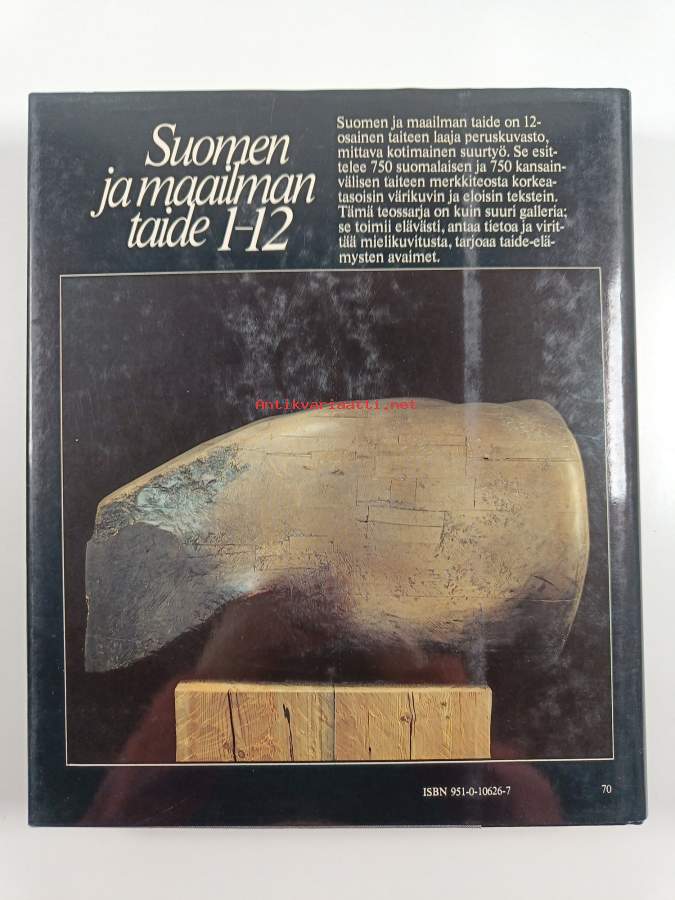 Suomen
ja maailman
taide 1-12
Suomen ja maailman taide on 12-
osainen taiteen laaja peruskuvasto,
mittava kotimainen suurtyö. Se esit-
telee 750 suomalaisen ja 750 kansain-
välisen taiteen merkkiteosta korkea-
tasoisin värikuvin ja eloisin tekstein.
Tämä teossarja on kuin suuri galleria;
se toimii elävästi, antaa tietoa ja virit-
tää mielikuvitusta, tarjoaa taide-elä-
mysten avaimet.
Antikvariaatti.net
ISBN 951-0-10626-7
70